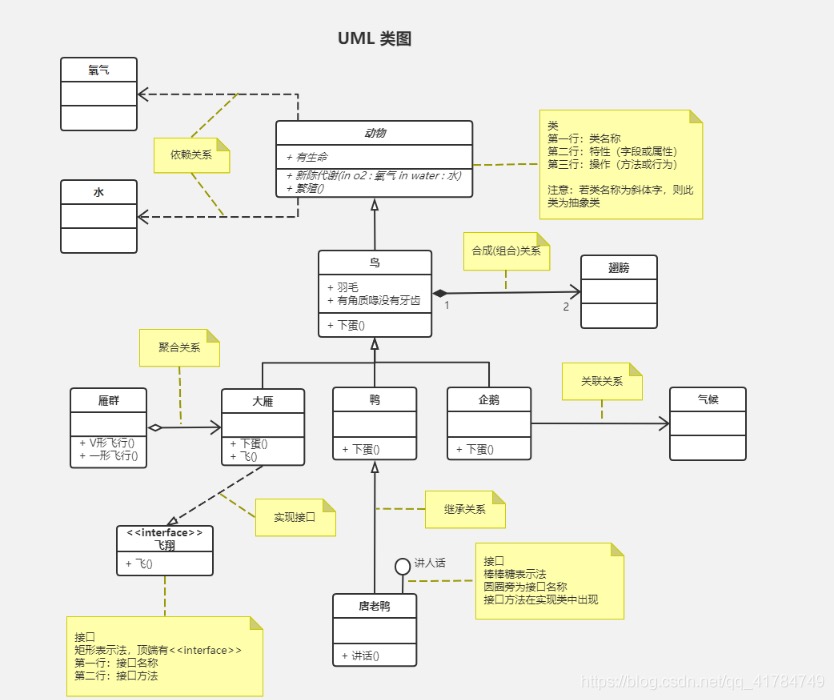 UML 类图
氧气
动物
+ 有生命
+ 新陈代谢(in o2 : 氧气 in water : 水)
+ 繁殖()
类
第一行：类名称
第二行：特性（字段或属性）
第三行：操作（方法或行为）
注意：若类名称为斜体字，则此
类为抽象类
依赖关系
水
鸟
+ 羽毛
+ 有角质喙没有牙齿
+ 下蛋()
合成(组合)关系
翅膀
1
2
聚合关系
雁群
+ V形飞行()
+ 一形飞行()
大雁
+ 下蛋()
+ 飞()
鸭
+ 下蛋()
企鹅
+ 下蛋()
关联关系
气候
实现接口
继承关系
<<interface>>
飞翔
+ 飞()
讲人话
接口
棒棒糖表示法
圆圈旁为接口名称
接口方法在实现类中出现
唐老鸭
+ 讲话()
接口
矩形表示法，顶端有<<interface>>
第一行：接口名称
第二行：接口方法
https://blog.csdn.net/qq_41784749